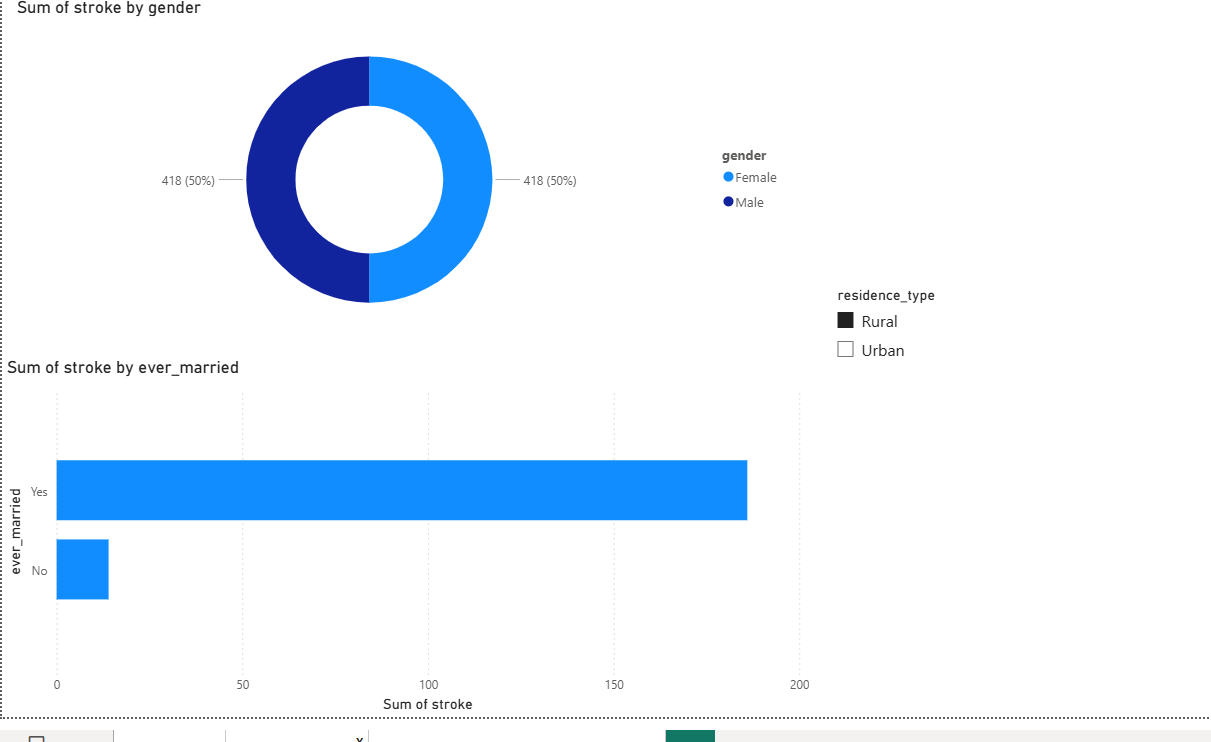 Sum of stroke by gender
418 (50%)
418 (50%)
gender
Female
Male
residence_type
Rural
Urban
Sum of stroke by ever_married
ever_married
Yes
No
0
50
100
150
200
Sum of stroke
x